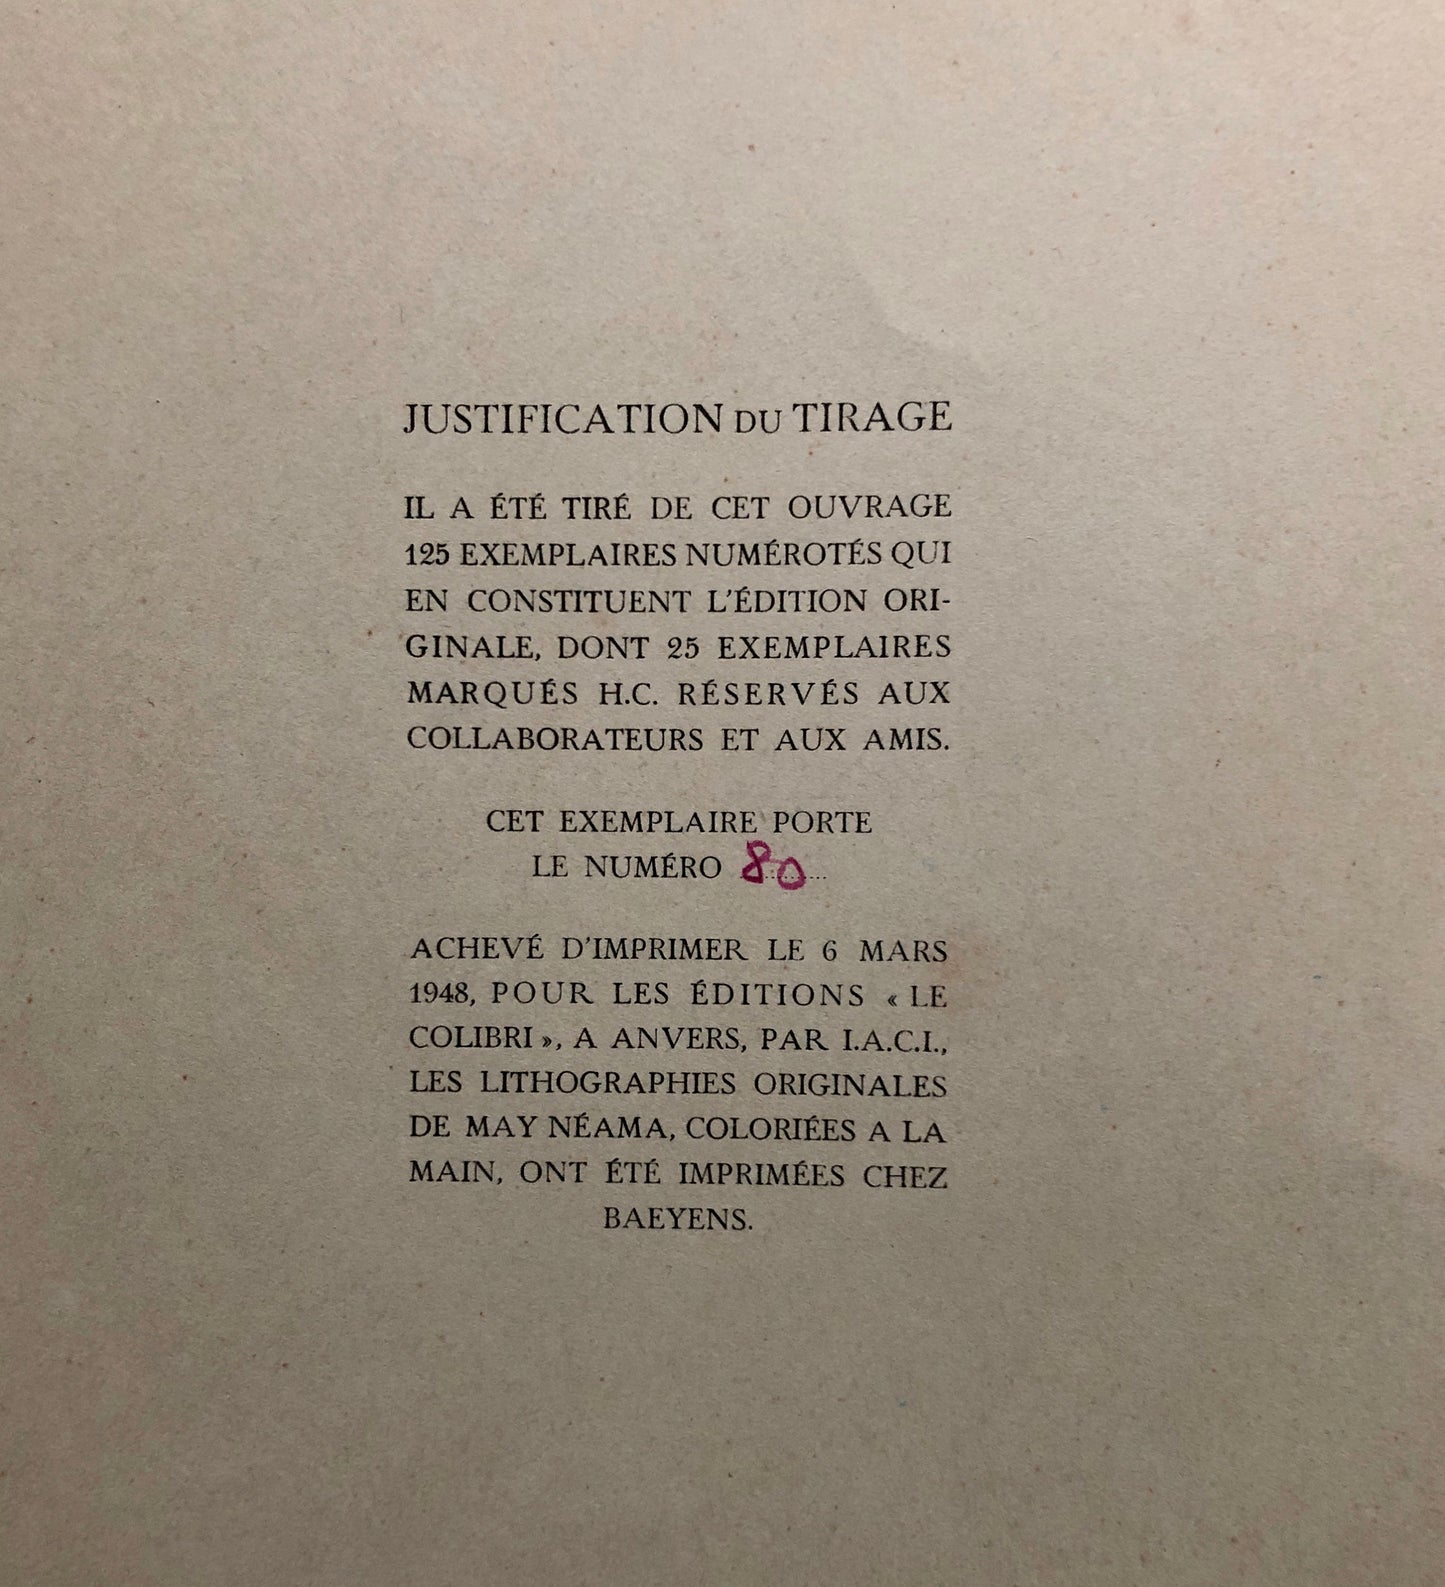 JUSTIFICATION DU TIRAGE
IL A ÉTÉ TIRÉ DE CET OUVRAGE
125 EXEMPLAIRES NUMÉROTÉS QUI
EN CONSTITUENT L'ÉDITION ORI-
GINALE, DONT 25 EXEMPLAIRES
MARQUÉS H.C. RÉSERVÉS AUX
COLLABORATEURS ET AUX AMIS.
CET EXEMPLAIRE PORTE
LE NUMÉRO 80
ACHEVÉ D'IMPRIMER LE 6 MARS
1948, POUR LES ÉDITIONS « LE
COLIBRI », A ANVERS, PAR I.A.C.I.,
LES LITHOGRAPHIES ORIGINALES
DE MAY NÉAMA, COLORIÉES A LA
MAIN, ONT ÉTÉ IMPRIMÉES CHEZ
BAEYENS.